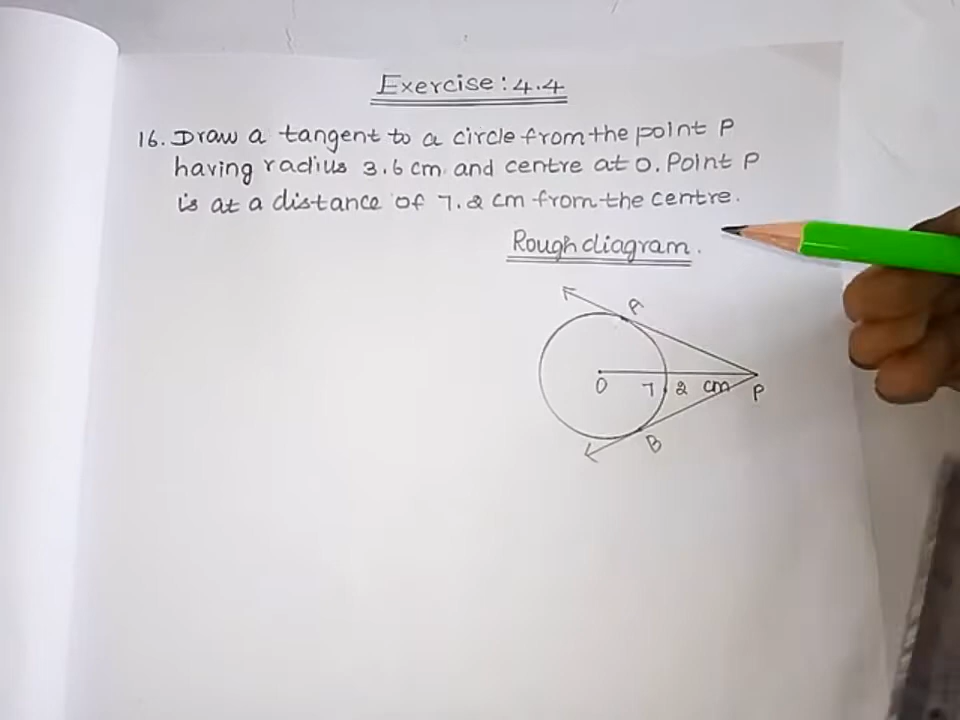 Exercise: 4.4
16. Draw a tangent to a circle from the point P
having radius 3.6 cm and centre at O. Point P
is at a distance of 7.2 cm from the centre.
Rough diagram.
A
O 7.2 cm P
B